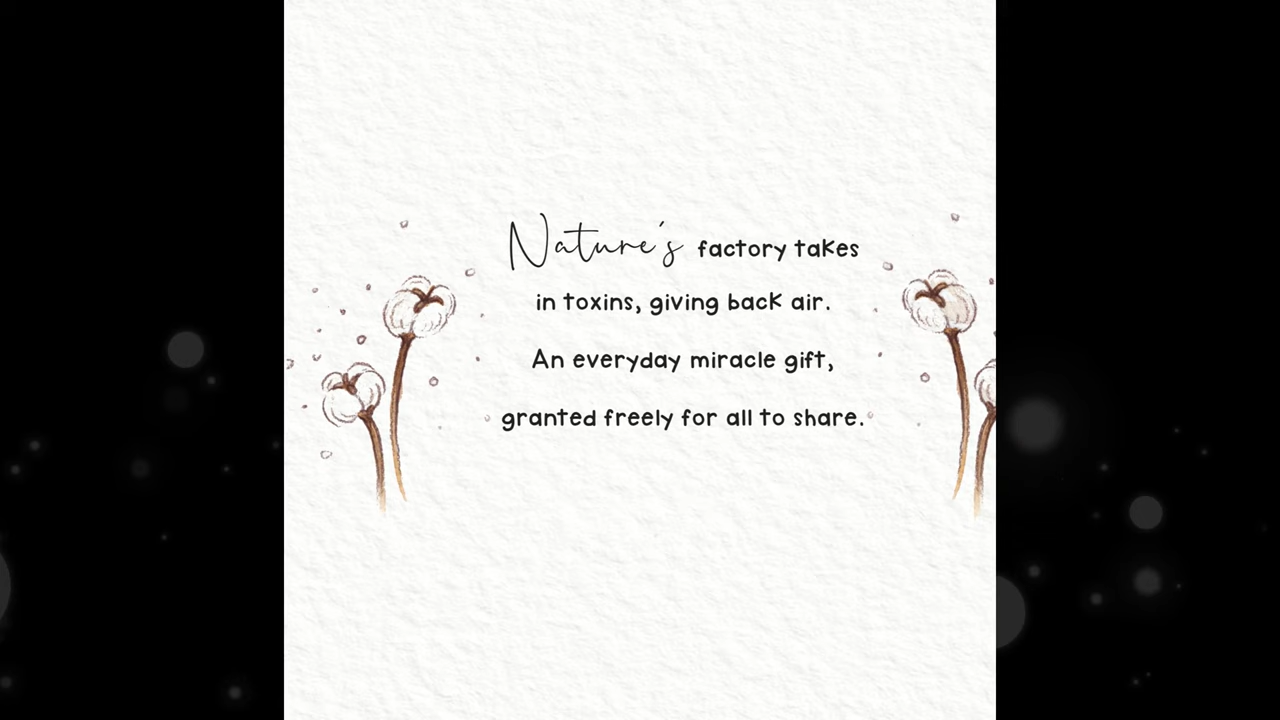 Nature's factory takes
in toxins, giving back air.
An everyday miracle gift,
granted freely for all to share.